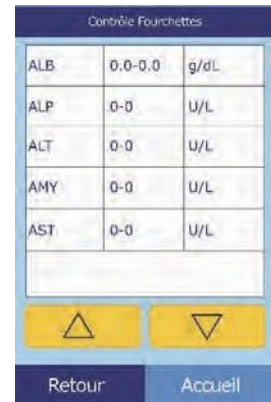 Contrôle Fourchettes
ALB 0.0-0.0 g/dL
ALP 0-0 U/L
ALT 0-0 U/L
AMY 0-0 U/L
AST 0-0 U/L
Retour Accueil